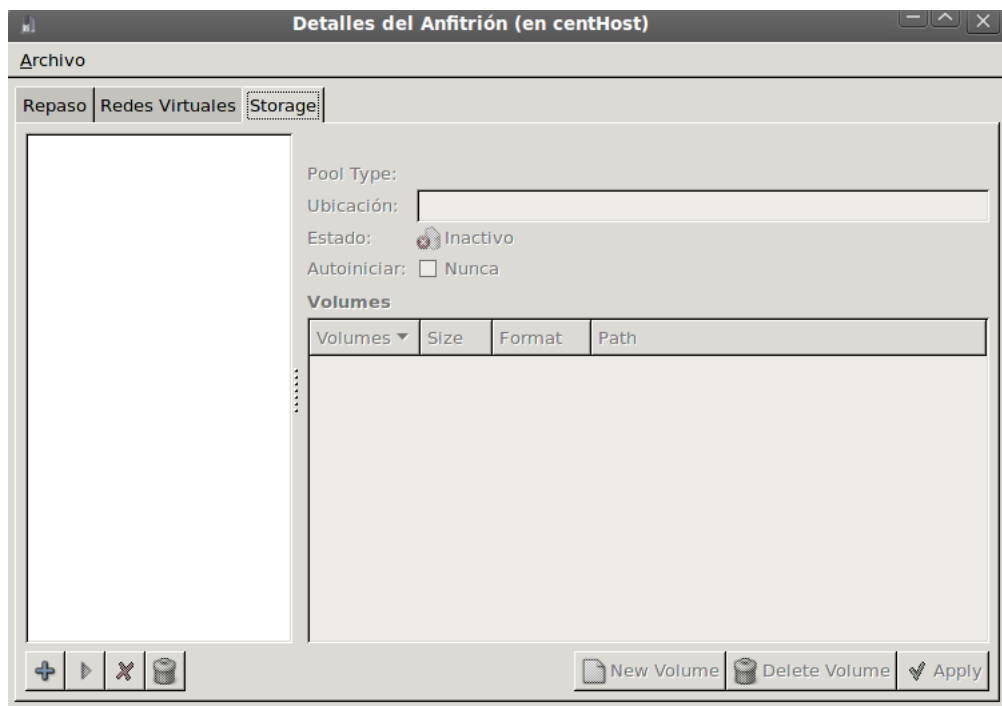 Detalles del Anfitrión (en centHost)
Archivo
Repaso Redes Virtuales Storage
Pool Type:
Ubicación:
Estado: Inactivo
Autoiniciar: Nunca
Volumes
Volumes Size Format Path
New Volume Delete Volume Apply